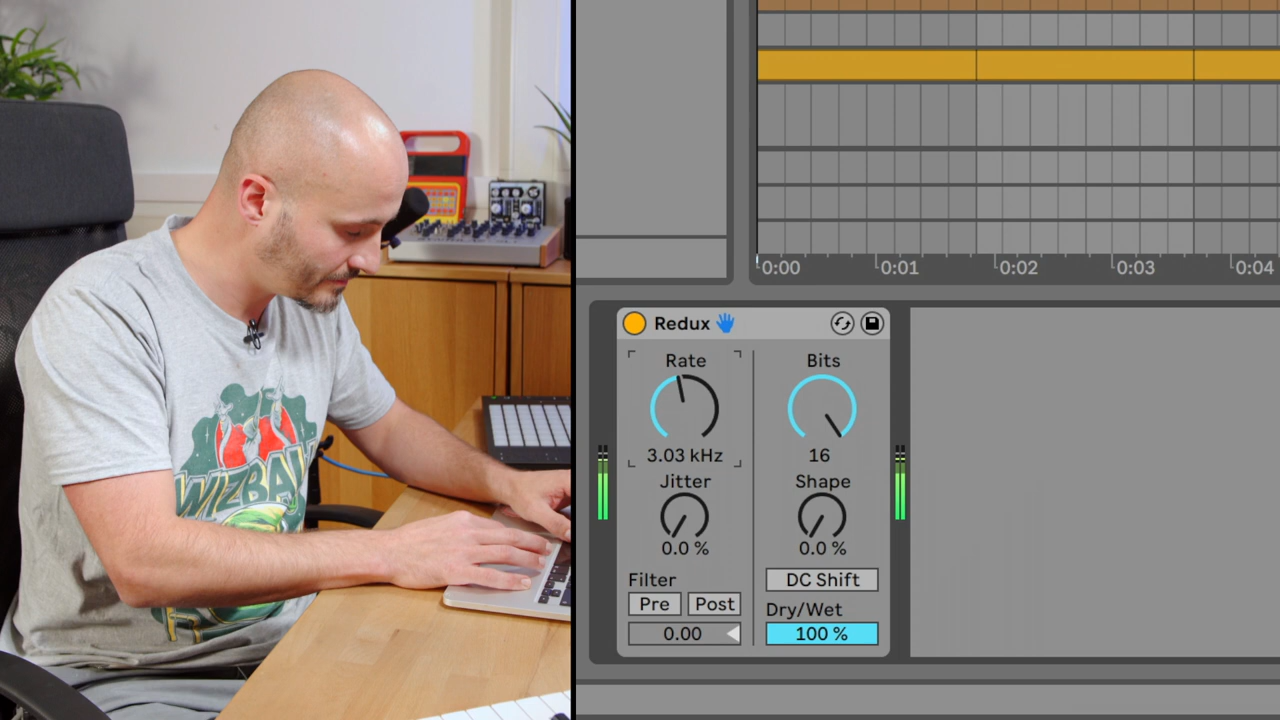 WIZBAL
0:00
0:01
0:02
0:03
0:04
Redux
Rate
Bits
3.03 kHz
16
Jitter
Shape
0.0 %
0.0 %
Filter
DC Shift
Pre
Post
Dry/Wet
0.00
100 %